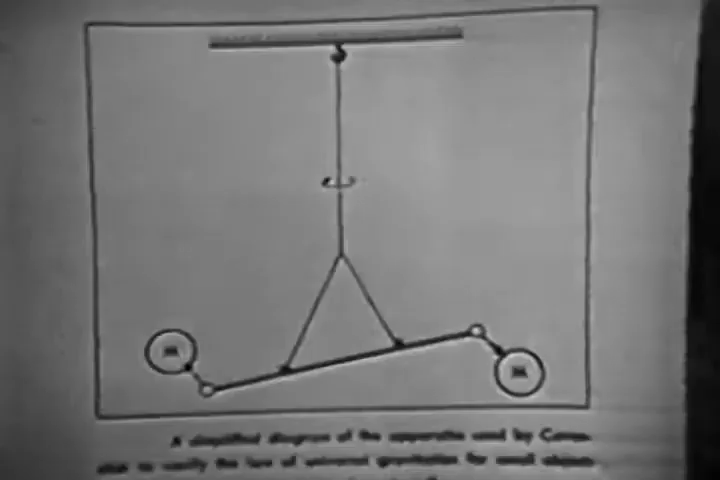 M
M
A simplified diagram of the apparatus used by Caven-
dish to verify the law of universal gravitation for small objects